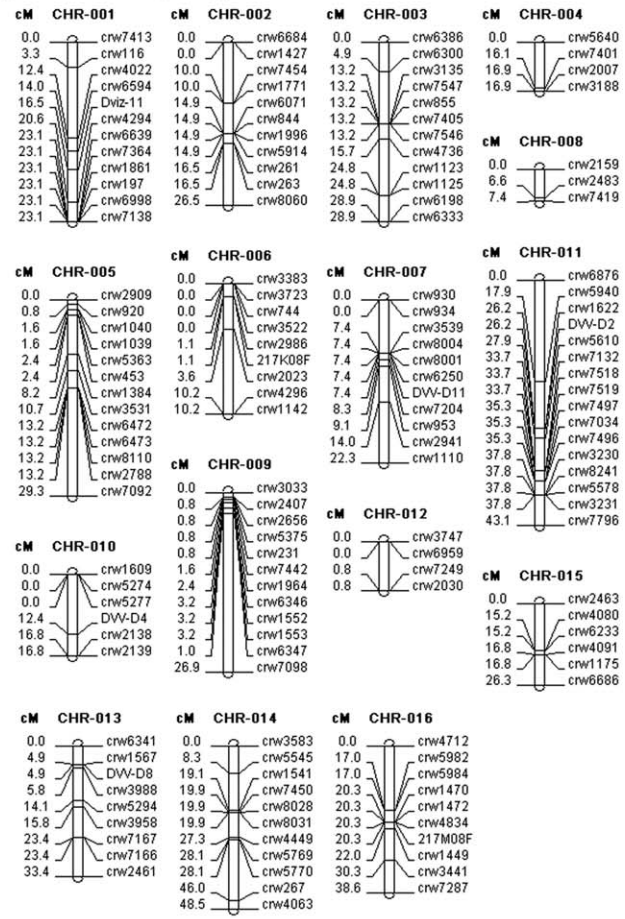 cM CHR-001
0.0 crw7413
3.3 crw116
12.4 crw4022
14.0 crw6594
16.5 Dviz-11
20.6 crw4294
23.1 crw6639
23.1 crw7364
23.1 crw1861
23.1 crw197
23.1 crw6998
23.1 crw7138
cM CHR-002
0.0 crw6684
0.0 crw1427
10.0 crw7454
10.0 crw1771
14.9 crw6071
14.9 crw844
14.9 crw1996
14.9 crw5914
16.5 crw261
16.5 crw263
26.5 crw8060
cM CHR-003
0.0 crw6386
4.9 crw6300
13.2 crw3135
13.2 crw7547
13.2 crw855
13.2 crw7405
13.2 crw7546
15.7 crw4736
24.8 crw1123
24.8 crw1125
28.9 crw6198
28.9 crw6333
cM CHR-004
0.0 crw5640
16.1 crw7401
16.9 crw2007
16.9 crw3188
cM CHR-008
0.0 crw2159
6.6 crw2483
7.4 crw7419
cM CHR-005
0.0 crw2909
0.8 crw920
1.6 crw1040
1.6 crw1039
2.4 crw5363
2.4 crw453
8.2 crw1384
10.7 crw3531
13.2 crw6472
13.2 crw6473
13.2 crw8110
13.2 crw2788
29.3 crw7092
cM CHR-006
0.0 crw3383
0.0 crw3723
0.0 crw744
0.0 crw3522
1.1 crw2986
1.1 217K08F
3.6 crw2023
10.2 crw4296
10.2 crw1142
cM CHR-007
0.0 crw930
0.0 crw934
7.4 crw3539
7.4 crw8004
7.4 crw8001
7.4 crw6250
7.4 DVV-D11
8.3 crw7204
9.1 crw953
14.0 crw2941
22.3 crw1110
cM CHR-011
0.0 crw6876
17.9 crw5940
26.2 crw1622
26.2 DVV-D2
27.9 crw5610
33.7 crw7132
33.7 crw7518
33.7 crw7519
35.3 crw7497
35.3 crw7034
35.3 crw7496
37.8 crw3230
37.8 crw8241
37.8 crw5578
37.8 crw3231
43.1 crw7796
cM CHR-009
0.0 crw3033
0.8 crw2407
0.8 crw2656
0.8 crw5375
0.8 crw231
1.6 crw7442
2.4 crw1964
3.2 crw6346
3.2 crw1552
3.2 crw1553
1.0 crw6347
26.9 crw7098
cM CHR-010
0.0 crw1609
0.0 crw5274
0.0 crw5277
12.4 DVV-D4
16.8 crw2138
16.8 crw2139
cM CHR-012
0.0 crw3747
0.0 crw6959
0.8 crw7249
0.8 crw2030
cM CHR-015
0.0 crw2463
15.2 crw4080
15.2 crw6233
16.8 crw4091
16.8 crw1175
26.3 crw6686
cM CHR-013
0.0 crw6341
4.9 crw1567
4.9 DVV-D8
5.8 crw3988
14.1 crw5294
15.8 crw3958
23.4 crw7167
23.4 crw7166
33.4 crw2461
cM CHR-014
0.0 crw3583
8.3 crw5545
19.1 crw1541
19.9 crw7450
19.9 crw8028
19.9 crw8031
27.3 crw4449
28.1 crw5769
28.1 crw5770
46.0 crw267
48.5 crw4063
cM CHR-016
0.0 crw4712
17.0 crw5982
17.0 crw5984
20.3 crw1470
20.3 crw1472
20.3 crw4834
20.3 217M08F
22.0 crw1449
30.3 crw3441
38.6 crw7287